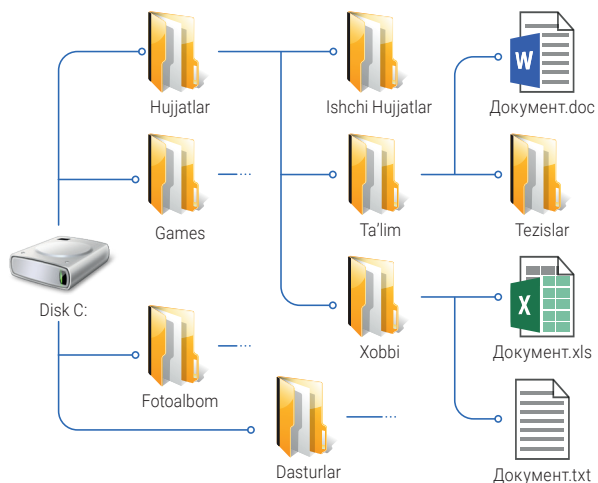 Hujjatlar
Ishchi Hujjatlar
W
Документ.doc
Games
Ta'lim
Tezislar
Disk C:
Xobbi
X
Документ.xls
Fotoalbom
Dasturlar
Документ.txt